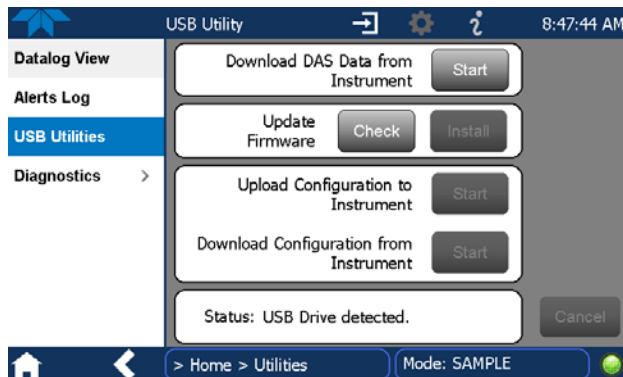 USB Utility
8:47:44 AM
Datalog View
Alerts Log
USB Utilities
Diagnostics >
Download DAS Data from
Instrument
Start
Update
Firmware
Check
Install
Upload Configuration to
Instrument
Start
Download Configuration from
Instrument
Start
Status: USB Drive detected.
Cancel
> Home > Utilities
Mode: SAMPLE